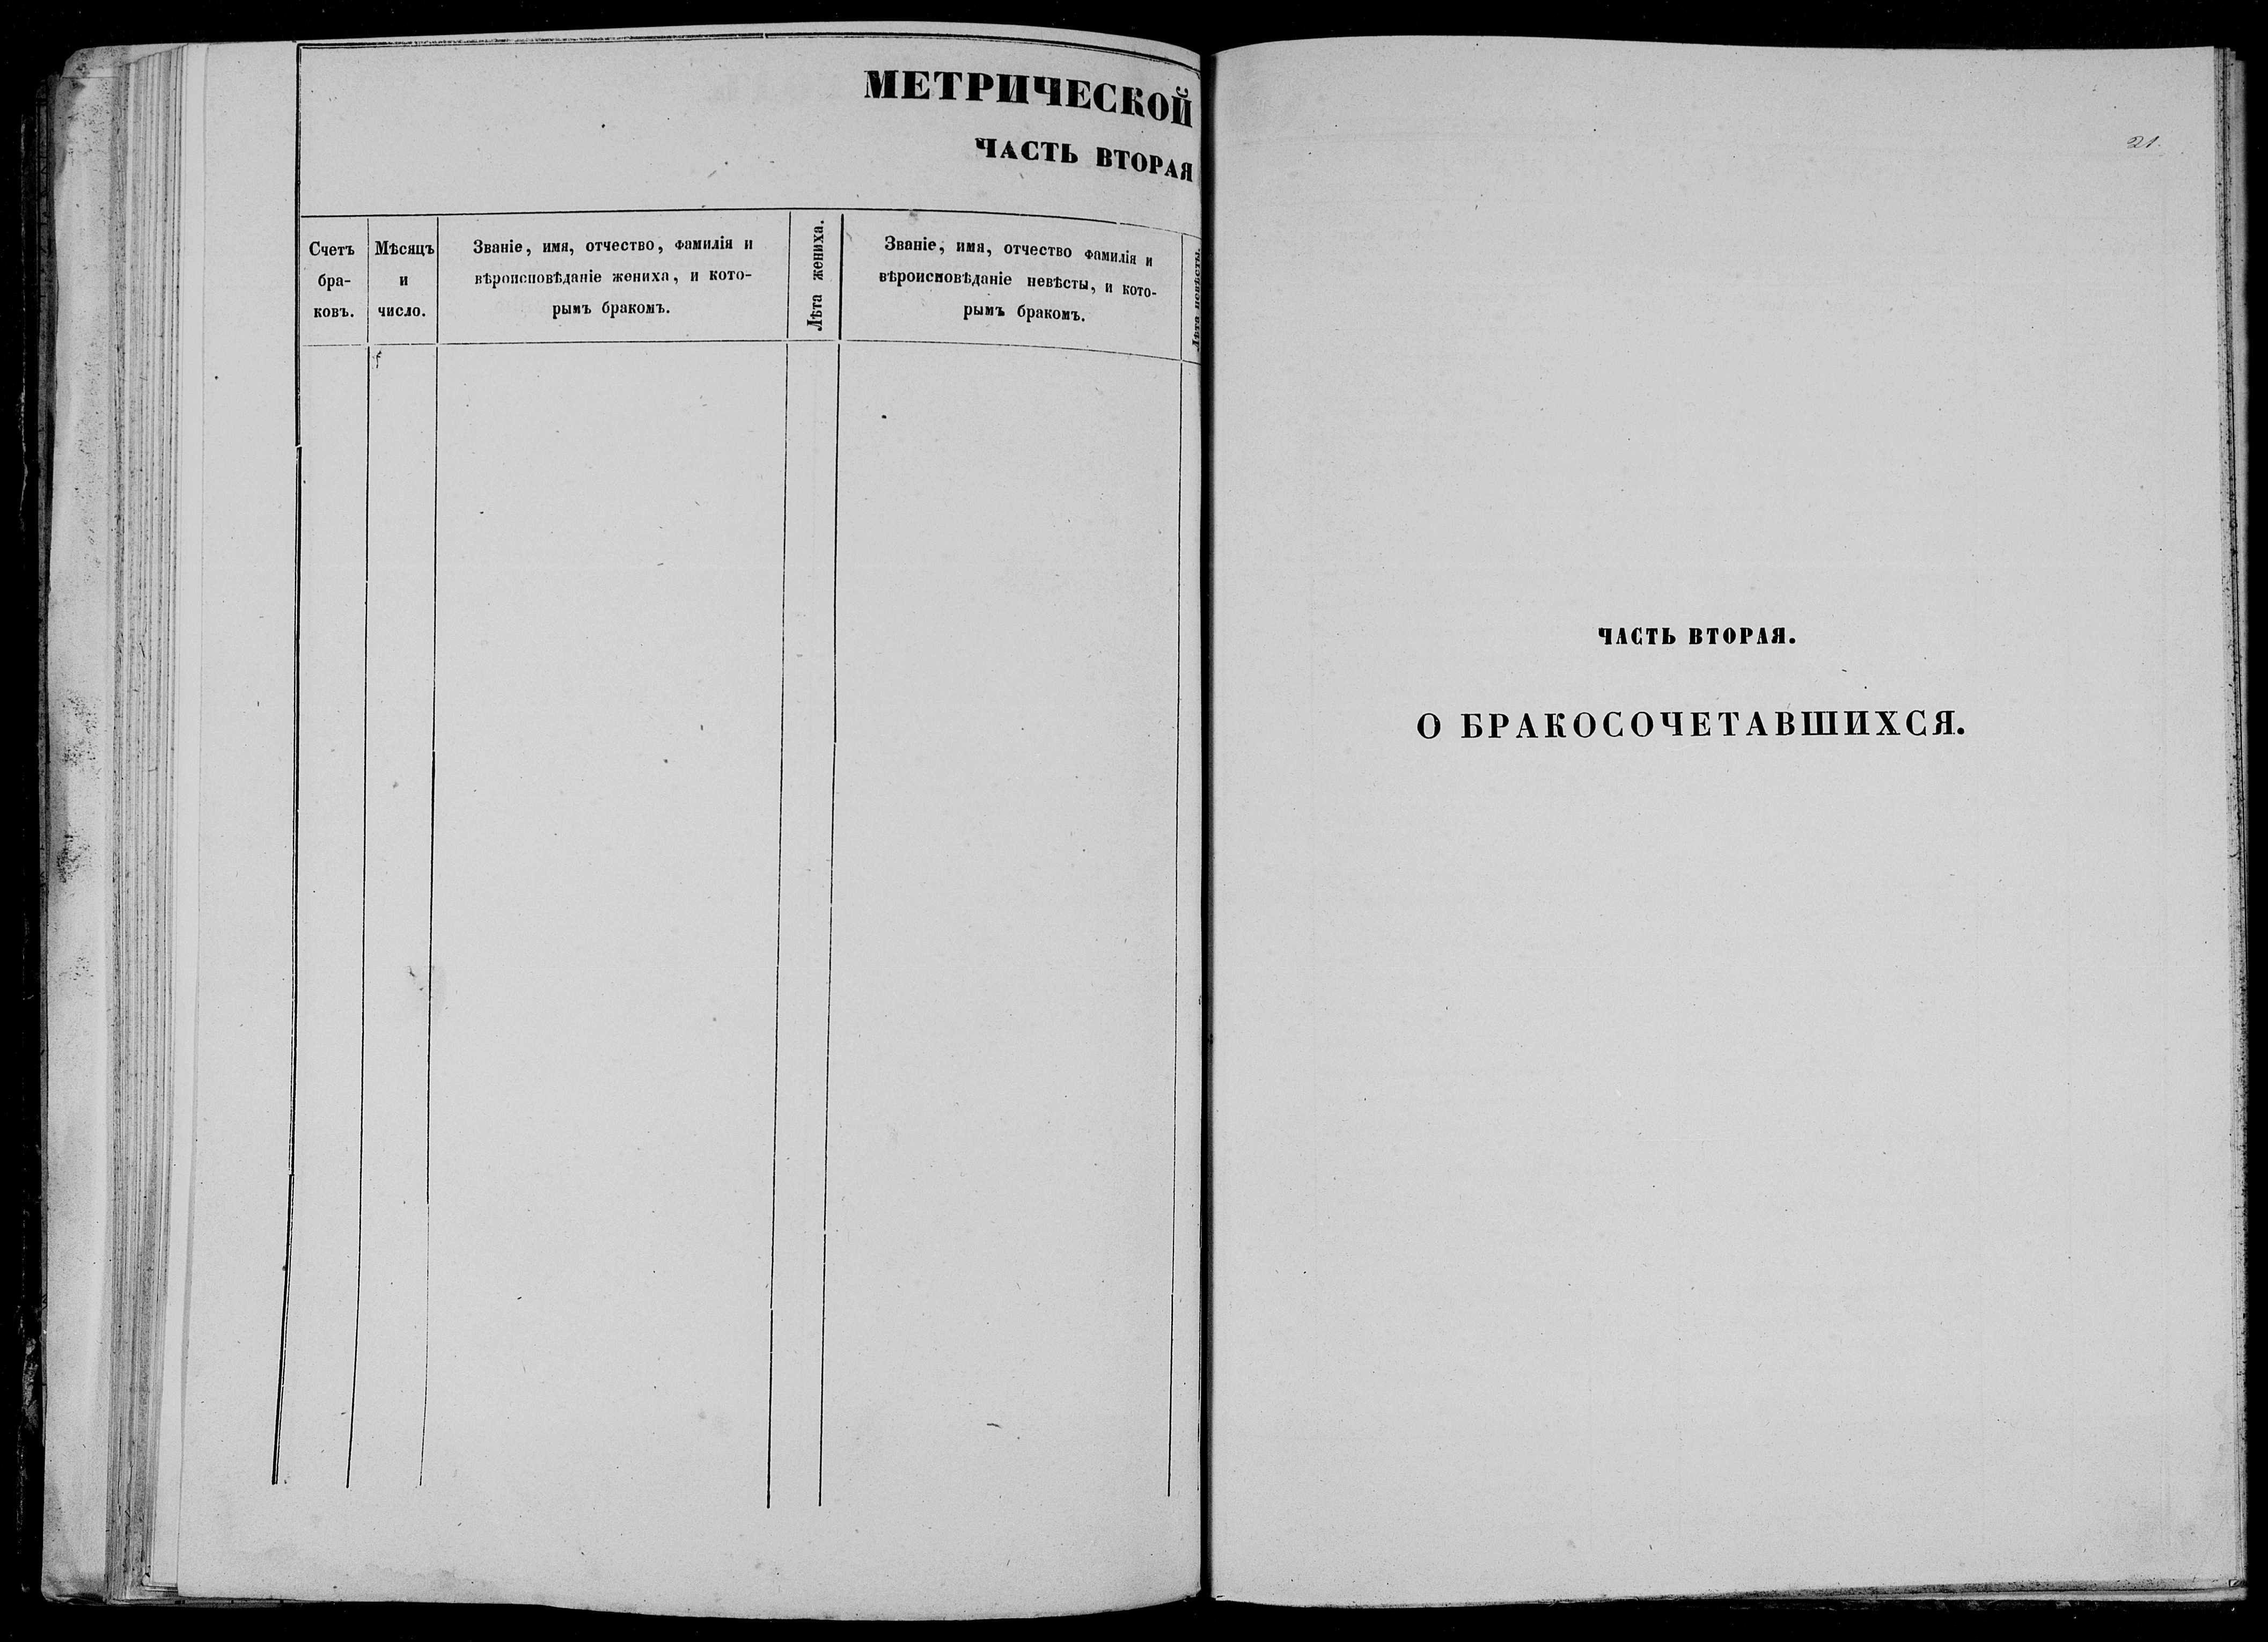 МЕТРИЧЕСКОЙ
ЧАСТЬ ВТОРАЯ
Счетъ
бра-
ковъ.
Мѣсяцъ
и
число.
Званіе, имя, отчество, фамилія и
вѣроисповѣданіе жениха, и кото-
рымъ бракомъ.
Лѣта жениха.
Званіе, имя, отчество фамилія и
вѣроисповѣданіе невѣсты, и кото-
рымъ бракомъ.
Лѣта невѣсты.
21.
ЧАСТЬ ВТОРАЯ.
О БРАКОСОЧЕТАВШИХСЯ.